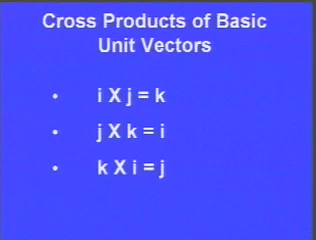 Cross Products of Basic
Unit Vectors
• i X j = k
• j X k = i
• k X i = j